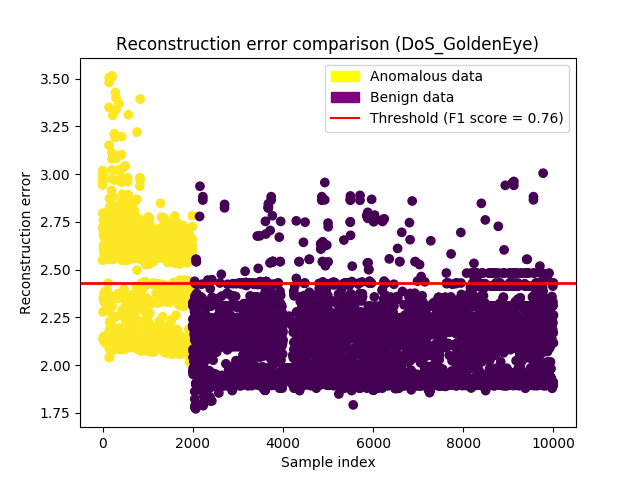 Reconstruction error comparison (DoS_GoldenEye)
Anomalous data
Benign data
Threshold (F1 score = 0.76)
Reconstruction error
3.50
3.25
3.00
2.75
2.50
2.25
2.00
1.75
0 2000 4000 6000 8000 10000
Sample index